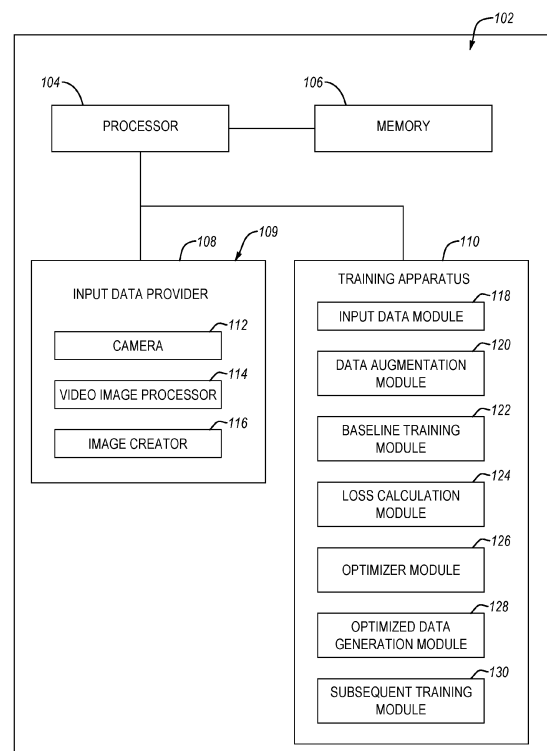 102
104
PROCESSOR
106
MEMORY
108
109
INPUT DATA PROVIDER
112
CAMERA
114
VIDEO IMAGE PROCESSOR
116
IMAGE CREATOR
110
TRAINING APPARATUS
118
INPUT DATA MODULE
120
DATA AUGMENTATION
MODULE
122
BASELINE TRAINING
MODULE
124
LOSS CALCULATION
MODULE
126
OPTIMIZER MODULE
128
OPTIMIZED DATA
GENERATION MODULE
130
SUBSEQUENT TRAINING
MODULE